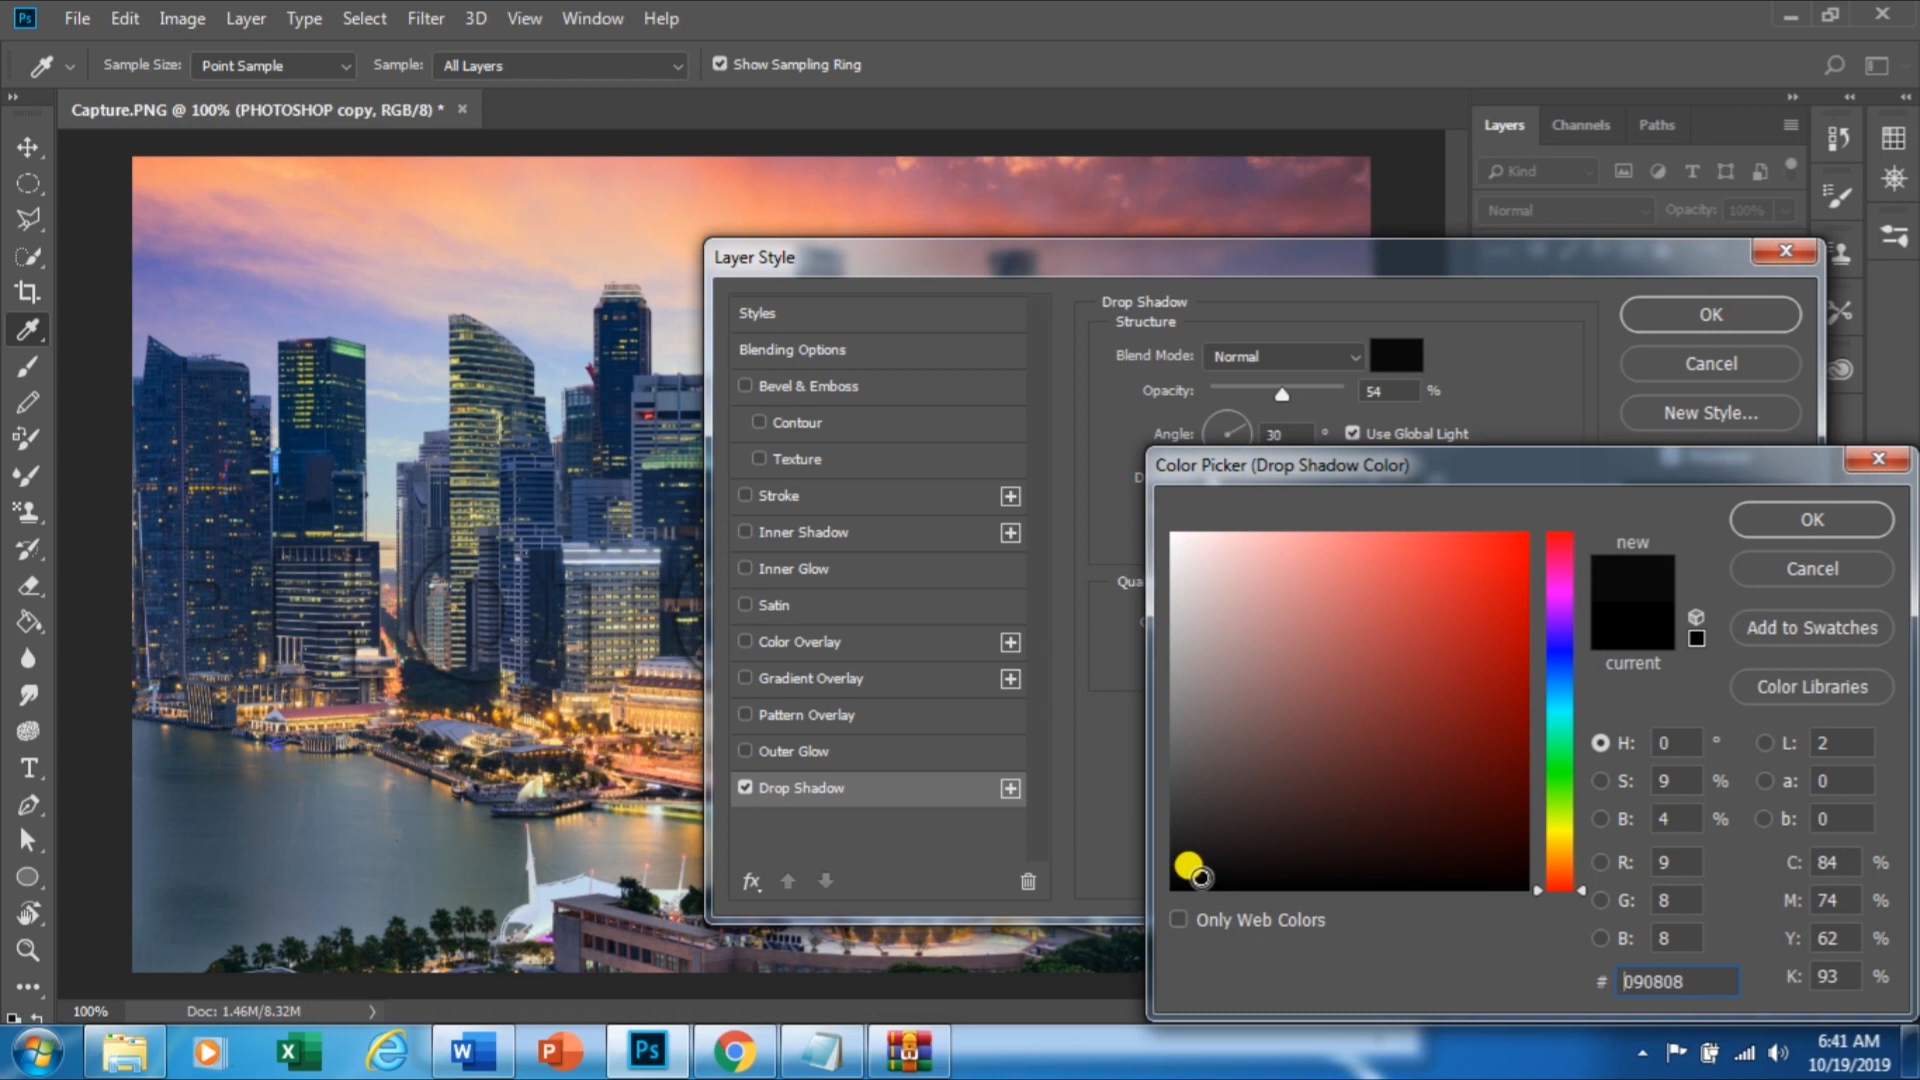 Ps File Edit Image Layer Type Select Filter 3D View Window Help
Sample Size: Point Sample Sample: All Layers Show Sampling Ring
Capture.PNG @ 100% (PHOTOSHOP copy, RGB/8) *
Layers Channels Paths
Kind
Normal Opacity: 100%
Layer Style
Styles
Blending Options
Bevel & Emboss
Contour
Texture
Stroke
Inner Shadow
Inner Glow
Satin
Color Overlay
Gradient Overlay
Pattern Overlay
Outer Glow
Drop Shadow
fx
Drop Shadow
Structure
Blend Mode: Normal
Opacity: 54 %
Angle: 30 ° Use Global Light
D
Qua
OK
Cancel
New Style...
Color Picker (Drop Shadow Color)
new
current
OK
Cancel
Add to Swatches
Color Libraries
H: 0 ° L: 2
S: 9 % a: 0
B: 4 % b: 0
R: 9 C: 84 %
G: 8 M: 74 %
B: 8 Y: 62 %
# 090808 K: 93 %
Only Web Colors
100% Doc: 1.46M/8.32M
W P Ps
6:41 AM
10/19/2019